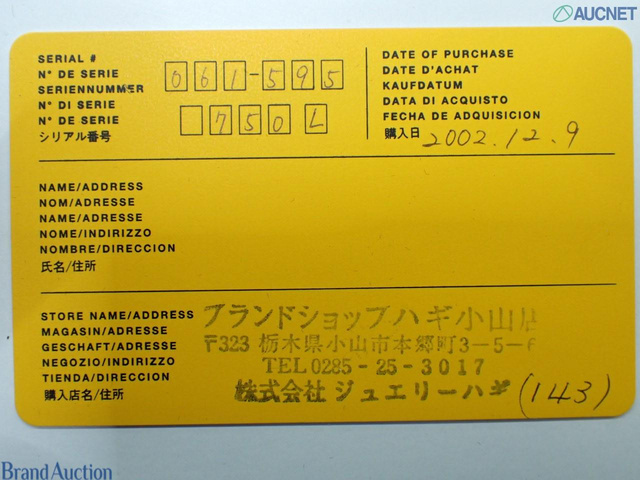 AUCNET
SERIAL #
N° DE SERIE
SERIENNUMMER
N° DI SERIE
N° DE SERIE
シリアル番号
061-595
750L
DATE OF PURCHASE
DATE D'ACHAT
KAUFDATUM
DATA DI ACQUISTO
FECHA DE ADQUISICION
購入日 2002.12.9
NAME/ADDRESS
NOM/ADRESSE
NAME/ADRESSE
NOME/INDIRIZZO
NOMBRE/DIRECCION
氏名/住所
STORE NAME/ADDRESS
MAGASIN/ADRESSE
GESCHAFT/ADRESSE
NEGOZIO/INDIRIZZO
TIENDA/DIRECCION
購入店名/住所
ブランドショップハギ小山店
〒323 栃木県小山市本郷町3-5-6
TEL0285-25-3017
株式会社 ジュエリーハギ
(143)
Brand Auction